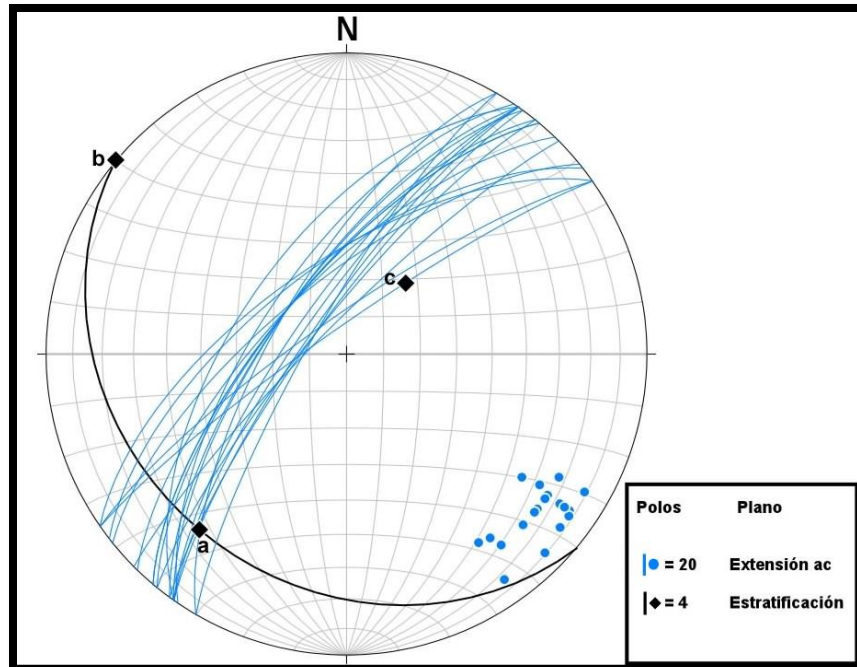 N
b
c
a
Polos Plano
= 20 Extensión ac
= 4 Estratificación